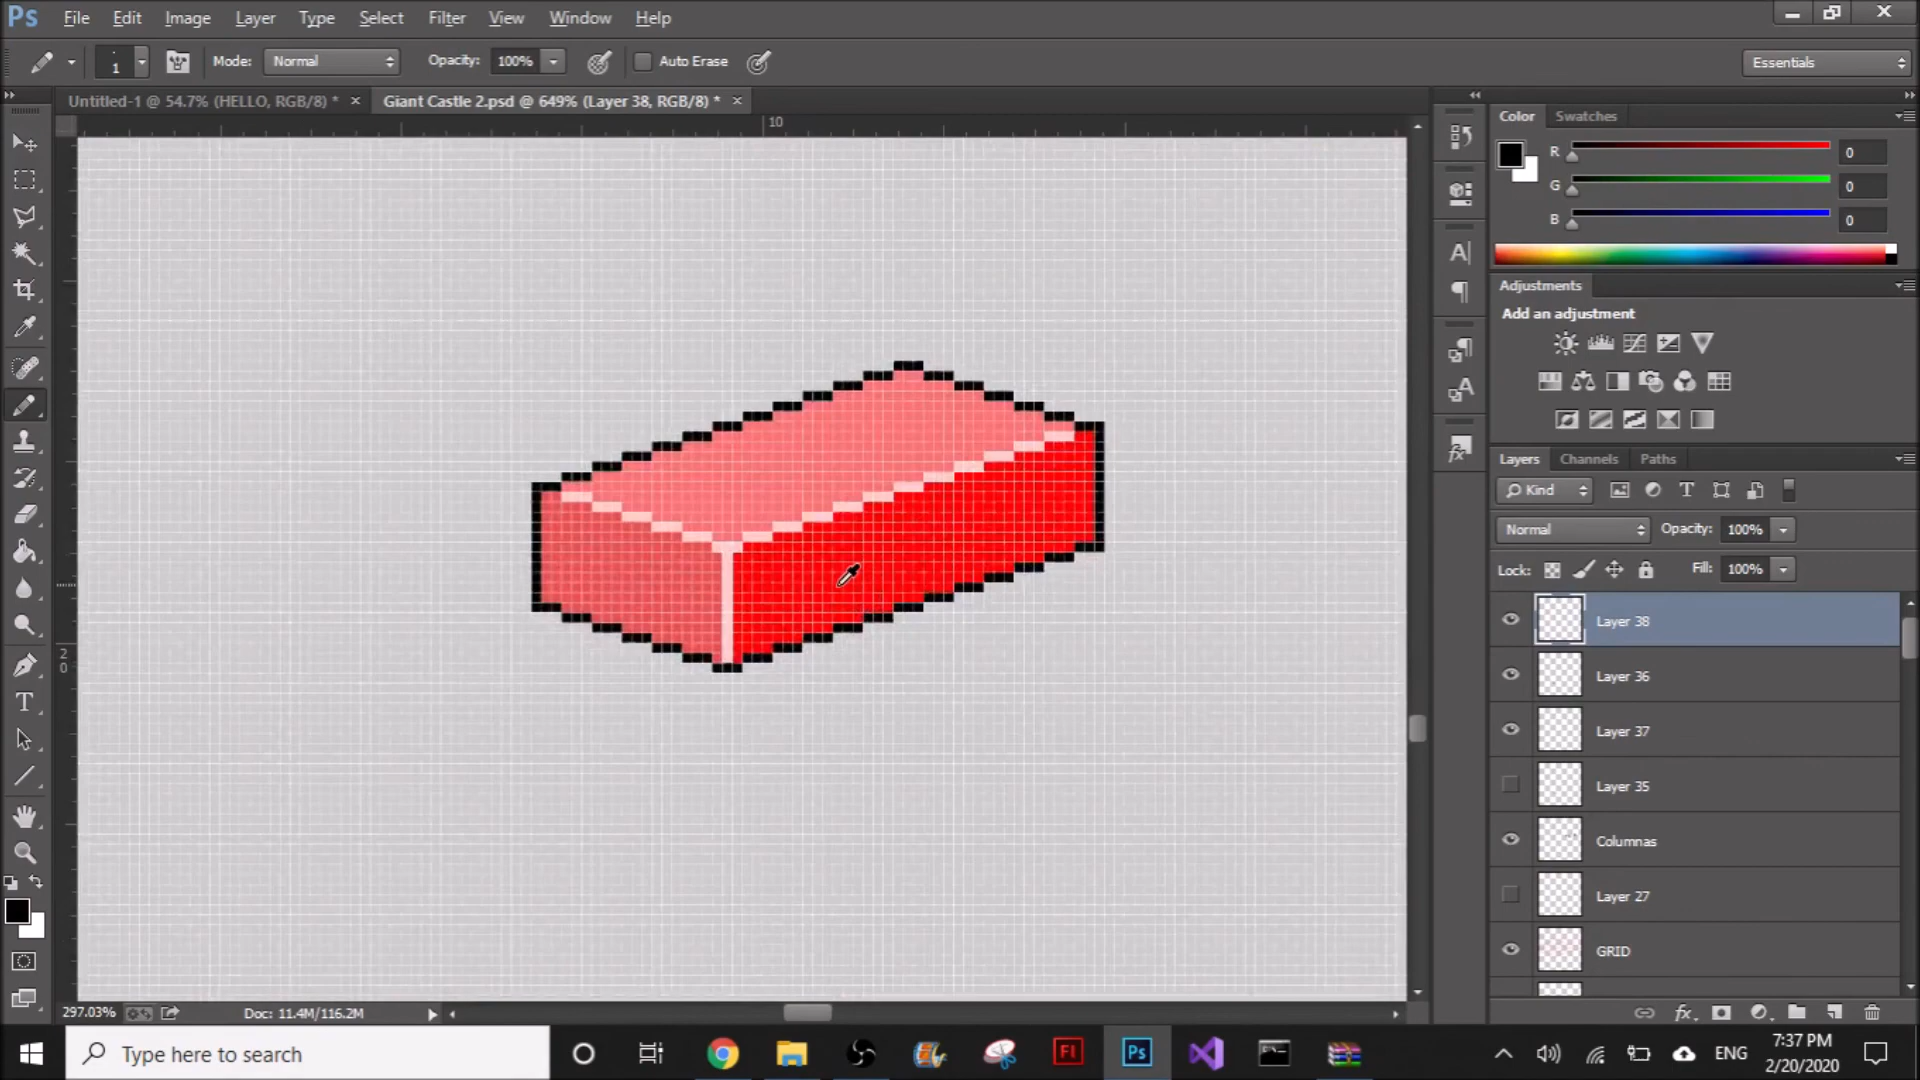 Ps File Edit Image Layer Type Select Filter View Window Help
1 Mode: Normal Opacity: 100% Auto Erase Essentials
Untitled-1 @ 54.7% (HELLO, RGB/8) * Giant Castle 2.psd @ 649% (Layer 38, RGB/8) *
10
20
Color Swatches
R 0
G 0
B 0
Adjustments
Add an adjustment
Layers Channels Paths
Kind
Normal Opacity: 100%
Lock: Fill: 100%
Layer 38
Layer 36
Layer 37
Layer 35
Columnas
Layer 27
GRID
297.03% Doc: 11.4M/116.2M
Type here to search
Fl Ps
ENG
7:37 PM
2/20/2020